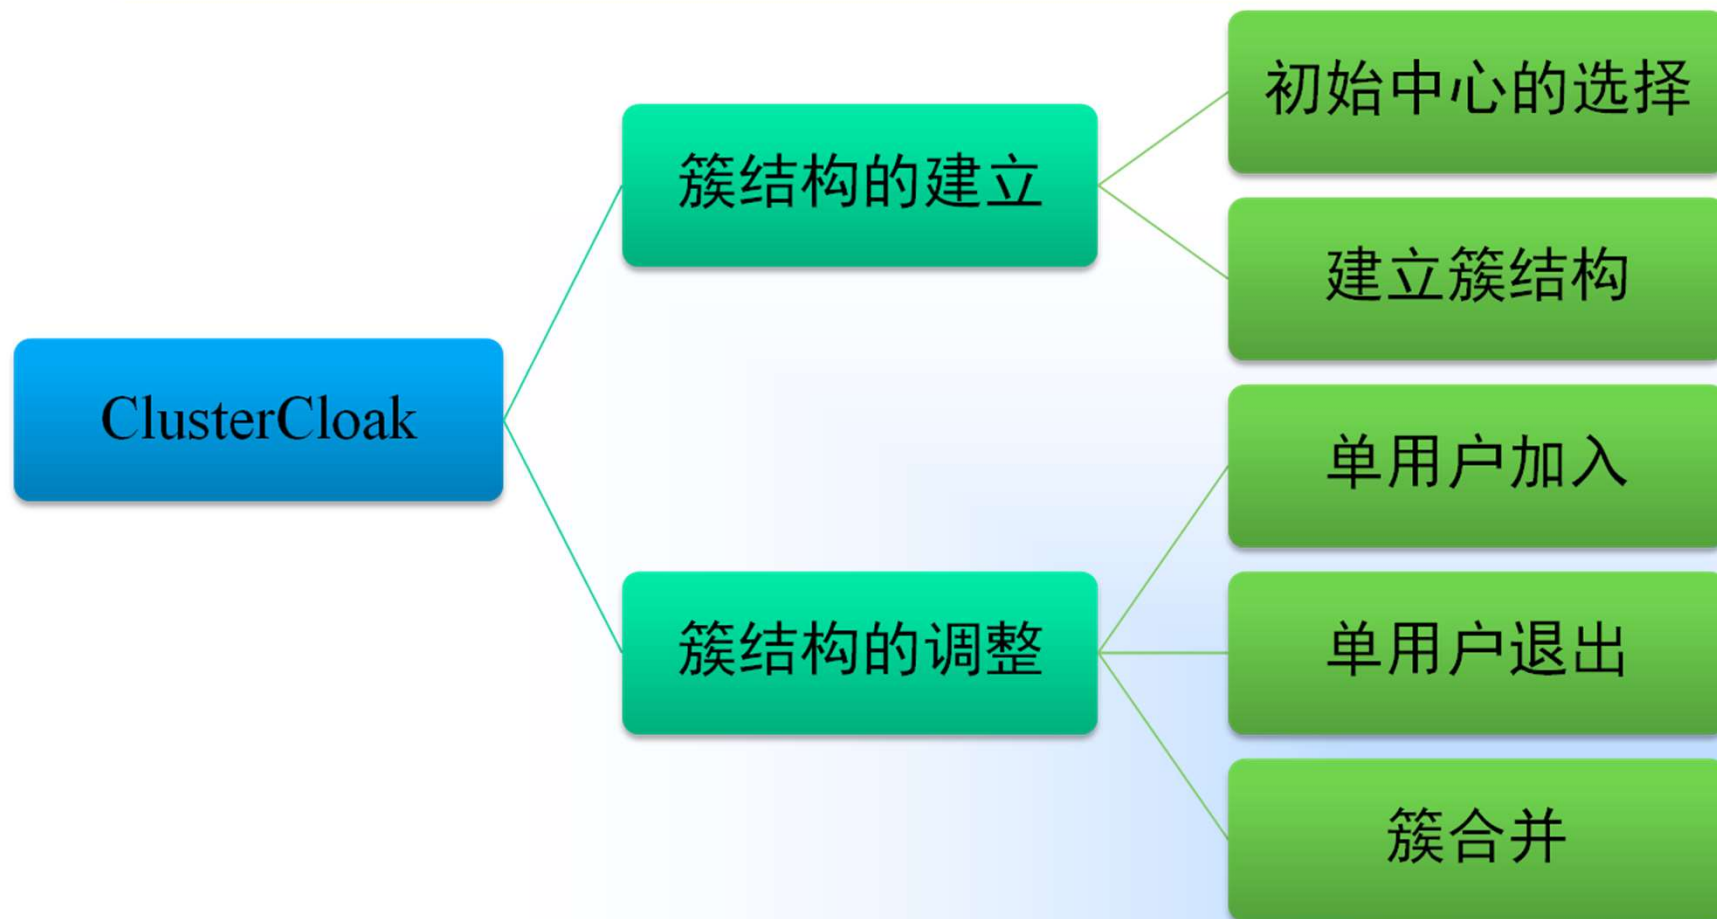 ClusterCloak
簇结构的建立
初始中心的选择
建立簇结构
簇结构的调整
单用户加入
单用户退出
簇合并